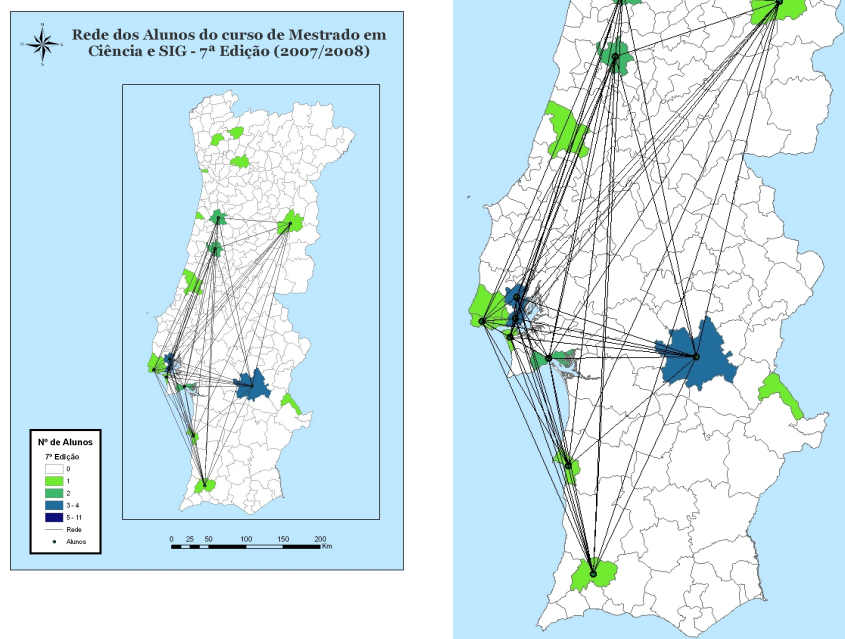 Rede dos Alunos do curso de Mestrado em
Ciência e SIG - 7ª Edição (2007/2008)
Nº de Alunos
7ª Edição
0
1
2
3 - 4
5 - 11
Rede
Alunos
0 25 50 100 150 200
Km